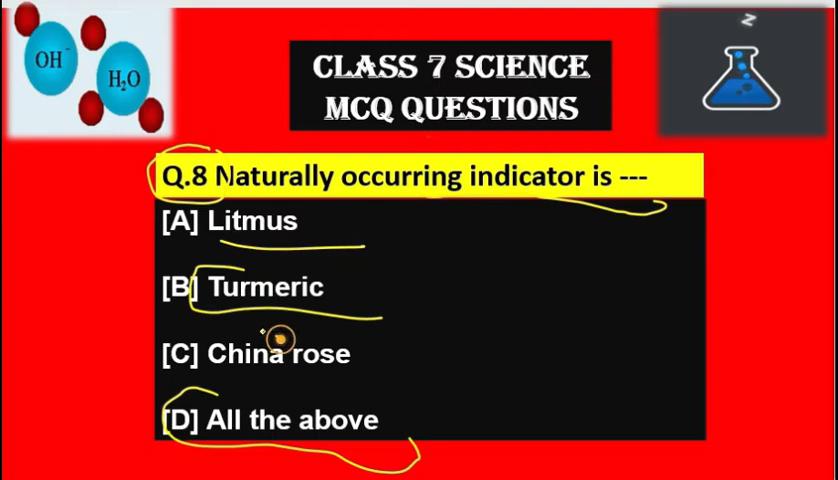 OH-
H₂O
CLASS 7 SCIENCE
MCQ QUESTIONS
Q.8 Naturally occurring indicator is ---
[A] Litmus
[B] Turmeric
[C] China rose
[D] All the above